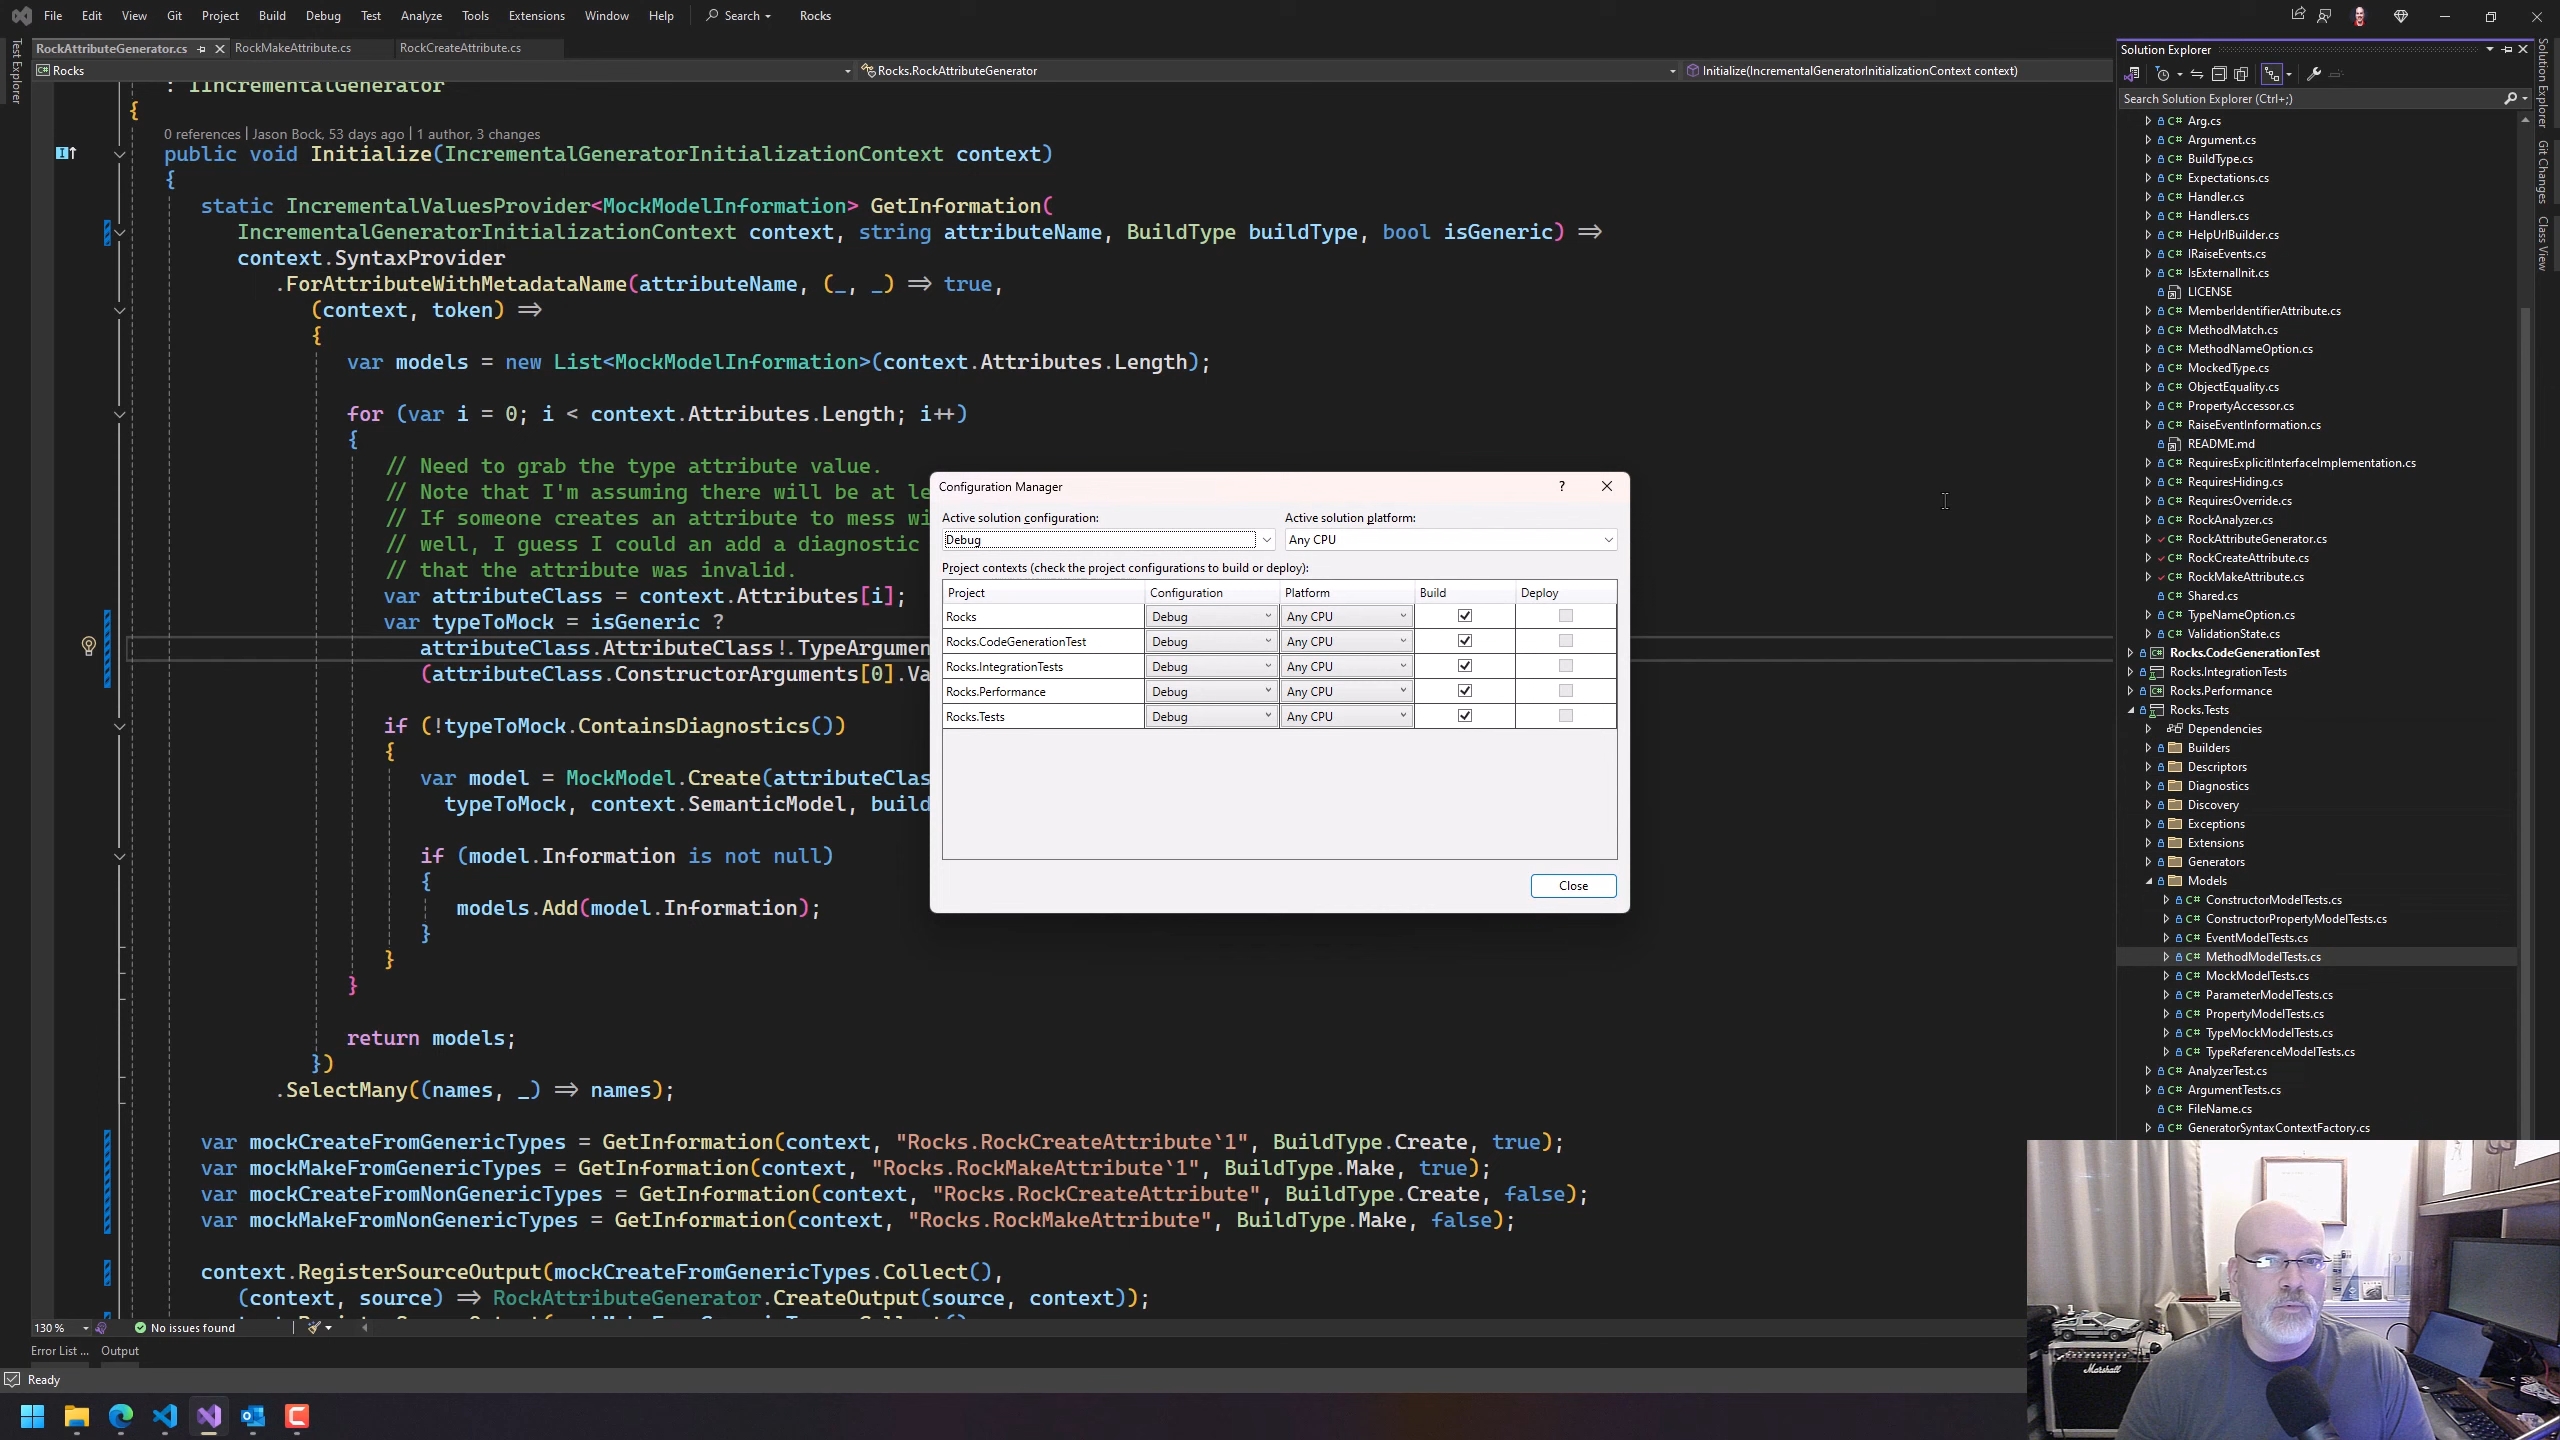 File Edit View Git Project Build Debug Test Analyze Tools Extensions Window Help Search Rocks
RockAttributeGenerator.cs RockMakeAttribute.cs RockCreateAttribute.cs
Rocks Rocks.RockAttributeGenerator Initialize(IncrementalGeneratorInitializationContext context)
Test Explorer
: IIncrementalGenerator
{
0 references | Jason Bock, 53 days ago | 1 author, 3 changes
public void Initialize(IncrementalGeneratorInitializationContext context)
{
static IncrementalValuesProvider<MockModelInformation> GetInformation(
IncrementalGeneratorInitializationContext context, string attributeName, BuildType buildType, bool isGeneric) =>
context.SyntaxProvider
.ForAttributeWithMetadataName(attributeName, (_, _) => true,
(context, token) =>
{
var models = new List<MockModelInformation>(context.Attributes.Length);
for (var i = 0; i < context.Attributes.Length; i++)
{
// Need to grab the type attribute value.
// Note that I'm assuming there will be at le
// If someone creates an attribute to mess wi
// well, I guess I could an add a diagnostic
// that the attribute was invalid.
var attributeClass = context.Attributes[i];
var typeToMock = isGeneric ?
attributeClass.AttributeClass!.TypeArgumen
(attributeClass.ConstructorArguments[0].Va
if (!typeToMock.ContainsDiagnostics())
{
var model = MockModel.Create(attributeClas
typeToMock, context.SemanticModel, build
if (model.Information is not null)
{
models.Add(model.Information);
}
}
}
return models;
})
.SelectMany((names, _) => names);
var mockCreateFromGenericTypes = GetInformation(context, "Rocks.RockCreateAttribute`1", BuildType.Create, true);
var mockMakeFromGenericTypes = GetInformation(context, "Rocks.RockMakeAttribute`1", BuildType.Make, true);
var mockCreateFromNonGenericTypes = GetInformation(context, "Rocks.RockCreateAttribute", BuildType.Create, false);
var mockMakeFromNonGenericTypes = GetInformation(context, "Rocks.RockMakeAttribute", BuildType.Make, false);
context.RegisterSourceOutput(mockCreateFromGenericTypes.Collect(),
(context, source) => RockAttributeGenerator.CreateOutput(source, context));
130 % No issues found
Error List ... Output
Ready
Configuration Manager ?
Active solution configuration: Active solution platform:
Debug Any CPU
Project contexts (check the project configurations to build or deploy):
Project Configuration Platform Build Deploy
Rocks Debug Any CPU
Rocks.CodeGenerationTest Debug Any CPU
Rocks.IntegrationTests Debug Any CPU
Rocks.Performance Debug Any CPU
Rocks.Tests Debug Any CPU
Close
Solution Explorer
Search Solution Explorer (Ctrl+;)
C# Arg.cs
C# Argument.cs
C# BuildType.cs
C# Expectations.cs
C# Handler.cs
C# Handlers.cs
C# HelpUrlBuilder.cs
C# IRaiseEvents.cs
C# IsExternalInit.cs
LICENSE
C# MemberIdentifierAttribute.cs
C# MethodMatch.cs
C# MethodNameOption.cs
C# MockedType.cs
C# ObjectEquality.cs
C# PropertyAccessor.cs
C# RaiseEventInformation.cs
README.md
C# RequiresExplicitInterfaceImplementation.cs
C# RequiresHiding.cs
C# RequiresOverride.cs
C# RockAnalyzer.cs
C# RockAttributeGenerator.cs
C# RockCreateAttribute.cs
C# RockMakeAttribute.cs
C# Shared.cs
C# TypeNameOption.cs
C# ValidationState.cs
Rocks.CodeGenerationTest
Rocks.IntegrationTests
Rocks.Performance
Rocks.Tests
Dependencies
Builders
Descriptors
Diagnostics
Discovery
Exceptions
Extensions
Generators
Models
C# ConstructorModelTests.cs
C# ConstructorPropertyModelTests.cs
C# EventModelTests.cs
C# MethodModelTests.cs
C# MockModelTests.cs
C# ParameterModelTests.cs
C# PropertyModelTests.cs
C# TypeMockModelTests.cs
C# TypeReferenceModelTests.cs
C# AnalyzerTest.cs
C# ArgumentTests.cs
C# FileName.cs
C# GeneratorSyntaxContextFactory.cs
Solution Explorer
Git Changes
Class View
Marshall